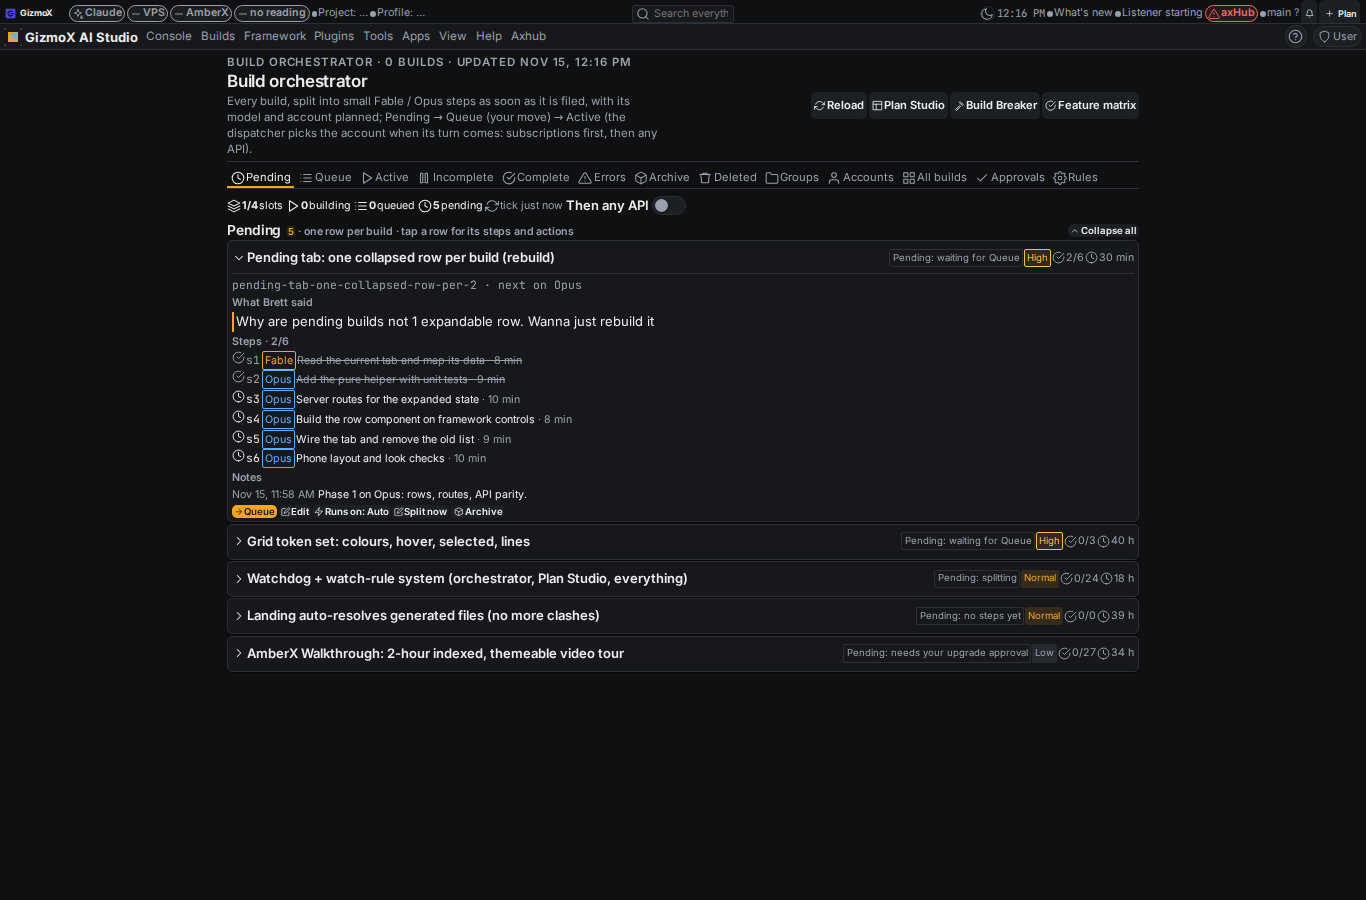 GizmoX Claude VPS AmberX no reading Project: ... Profile: ... Search everyth 12:16 PM What's new Listener starting axHub main ? Plan
GizmoX AI Studio Console Builds Framework Plugins Tools Apps View Help Axhub User
BUILD ORCHESTRATOR · 0 BUILDS · UPDATED NOV 15, 12:16 PM
Build orchestrator
Every build, split into small Fable / Opus steps as soon as it is filed, with its
model and account planned; Pending → Queue (your move) → Active (the
dispatcher picks the account when its turn comes: subscriptions first, then any
API).
Reload Plan Studio Build Breaker Feature matrix
Pending Queue Active Incomplete Complete Errors Archive Deleted Groups Accounts All builds Approvals Rules
1/4 slots 0 building 0 queued 5 pending tick just now Then any API
Pending 5 · one row per build · tap a row for its steps and actions Collapse all
Pending tab: one collapsed row per build (rebuild) Pending: waiting for Queue High 2/6 30 min
pending-tab-one-collapsed-row-per-2 · next on Opus
What Brett said
Why are pending builds not 1 expandable row. Wanna just rebuild it
Steps · 2/6
s1 Fable Read the current tab and map its data · 8 min
s2 Opus Add the pure helper with unit tests · 9 min
s3 Opus Server routes for the expanded state · 10 min
s4 Opus Build the row component on framework controls · 8 min
s5 Opus Wire the tab and remove the old list · 9 min
s6 Opus Phone layout and look checks · 10 min
Notes
Nov 15, 11:58 AM Phase 1 on Opus: rows, routes, API parity.
Queue Edit Runs on: Auto Split now Archive
Grid token set: colours, hover, selected, lines Pending: waiting for Queue High 0/3 40 h
Watchdog + watch-rule system (orchestrator, Plan Studio, everything) Pending: splitting Normal 0/24 18 h
Landing auto-resolves generated files (no more clashes) Pending: no steps yet Normal 0/0 39 h
AmberX Walkthrough: 2-hour indexed, themeable video tour Pending: needs your upgrade approval Low 0/27 34 h